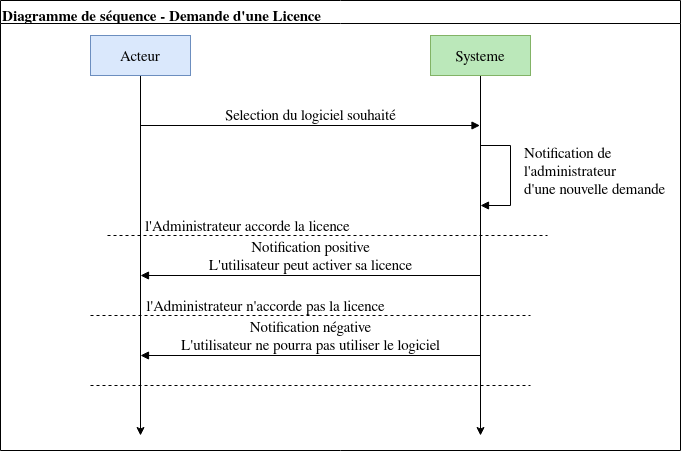 Diagramme de séquence - Demande d'une Licence
Acteur
Systeme
Selection du logiciel souhaité
Notification de
l'administrateur
d'une nouvelle demande
l'Administrateur accorde la licence
Notification positive
L'utilisateur peut activer sa licence
l'Administrateur n'accorde pas la licence
Notification négative
L'utilisateur ne pourra pas utiliser le logiciel